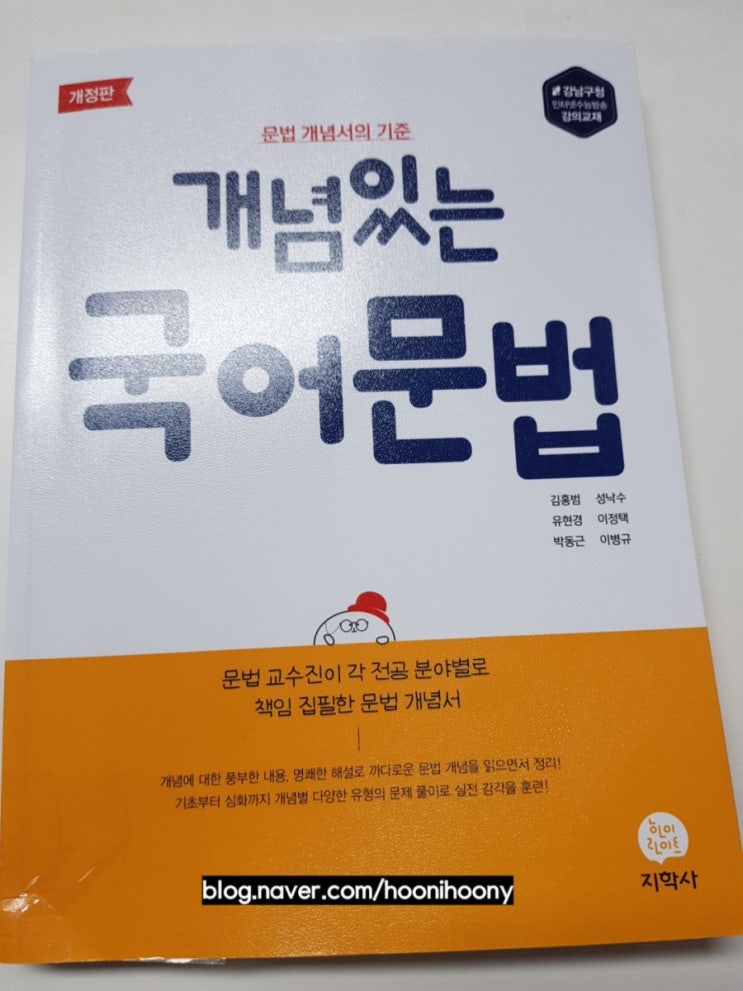 개정판
강남구청
인터넷수능방송
강의교재
문법 개념서의 기준
개념있는
국어문법
김홍범 성낙수
유현경 이정택
박동근 이병규
문법 교수진이 각 전공 분야별로
책임 집필한 문법 개념서
개념에 대한 풍부한 내용, 명쾌한 해설로 까다로운 문법 개념을 읽으면서 정리!
기초부터 심화까지 개념별 다양한 유형의 문제 풀이로 실전 감각을 훈련!
하이
라이트
지학사
blog.naver.com/hoonihoony